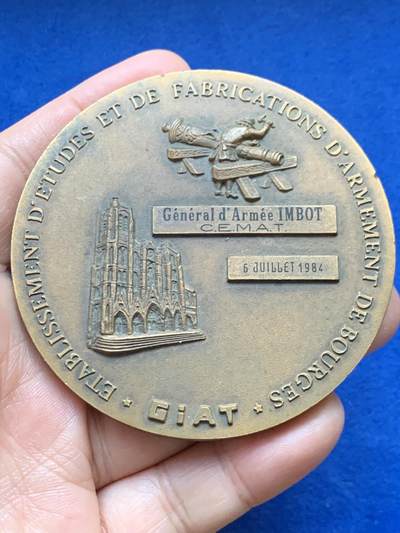 ETABLISSEMENT D'ETUDES ET DE FABRICATIONS D'ARMEMENT DE BOURGES
Général d'Armée IMBOT
C.E.M.A.T.
6 JUILLET 1984
GiAT